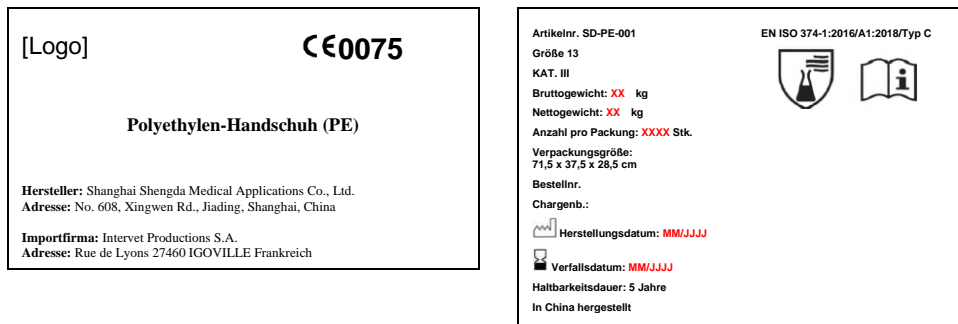 [Logo]
CE0075
Polyethylen-Handschuh (PE)
Hersteller: Shanghai Shengda Medical Applications Co., Ltd.
Adresse: No. 608, Xingwen Rd., Jiading, Shanghai, China
Importfirma: Intervet Productions S.A.
Adresse: Rue de Lyons 27460 IGOVILLE Frankreich
Artikelnr. SD-PE-001
EN ISO 374-1:2016/A1:2018/Typ C
Größe 13
KAT. III
Bruttogewicht: XX kg
Nettogewicht: XX kg
Anzahl pro Packung: XXXX Stk.
Verpackungsgröße:
71,5 x 37,5 x 28,5 cm
Bestellnr.
Chargenb.:
Herstellungsdatum: MM/JJJJ
Verfallsdatum: MM/JJJJ
Haltbarkeitsdauer: 5 Jahre
In China hergestellt